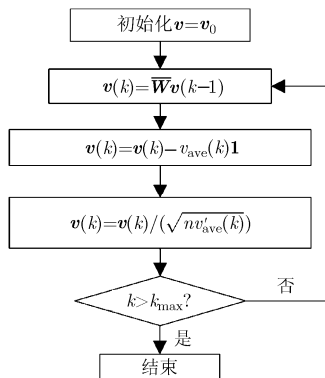 初始化v=v₀
v(k)=W̅v(k−1)
v(k)=v(k)−v_ave(k)1
v(k)=v(k)/(√nv′_ave(k))
k>k_max?
否
是
结束